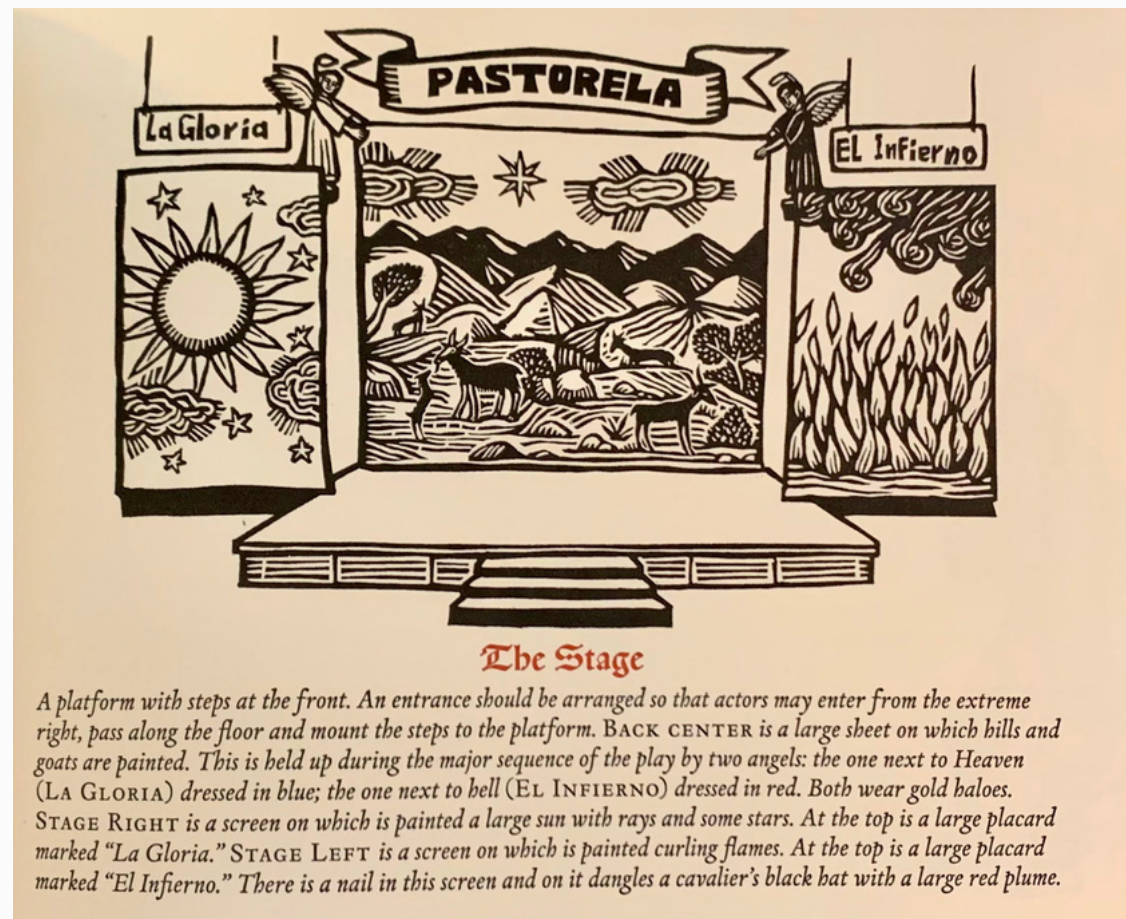 PASTORELA
La Gloria
EL Infierno
The Stage
A platform with steps at the front. An entrance should be arranged so that actors may enter from the extreme
right, pass along the floor and mount the steps to the platform. BACK CENTER is a large sheet on which hills and
goats are painted. This is held up during the major sequence of the play by two angels: the one next to Heaven
(LA GLORIA) dressed in blue; the one next to hell (EL INFIERNO) dressed in red. Both wear gold haloes.
STAGE RIGHT is a screen on which is painted a large sun with rays and some stars. At the top is a large placard
marked “La Gloria.” STAGE LEFT is a screen on which is painted curling flames. At the top is a large placard
marked “El Infierno.” There is a nail in this screen and on it dangles a cavalier’s black hat with a large red plume.